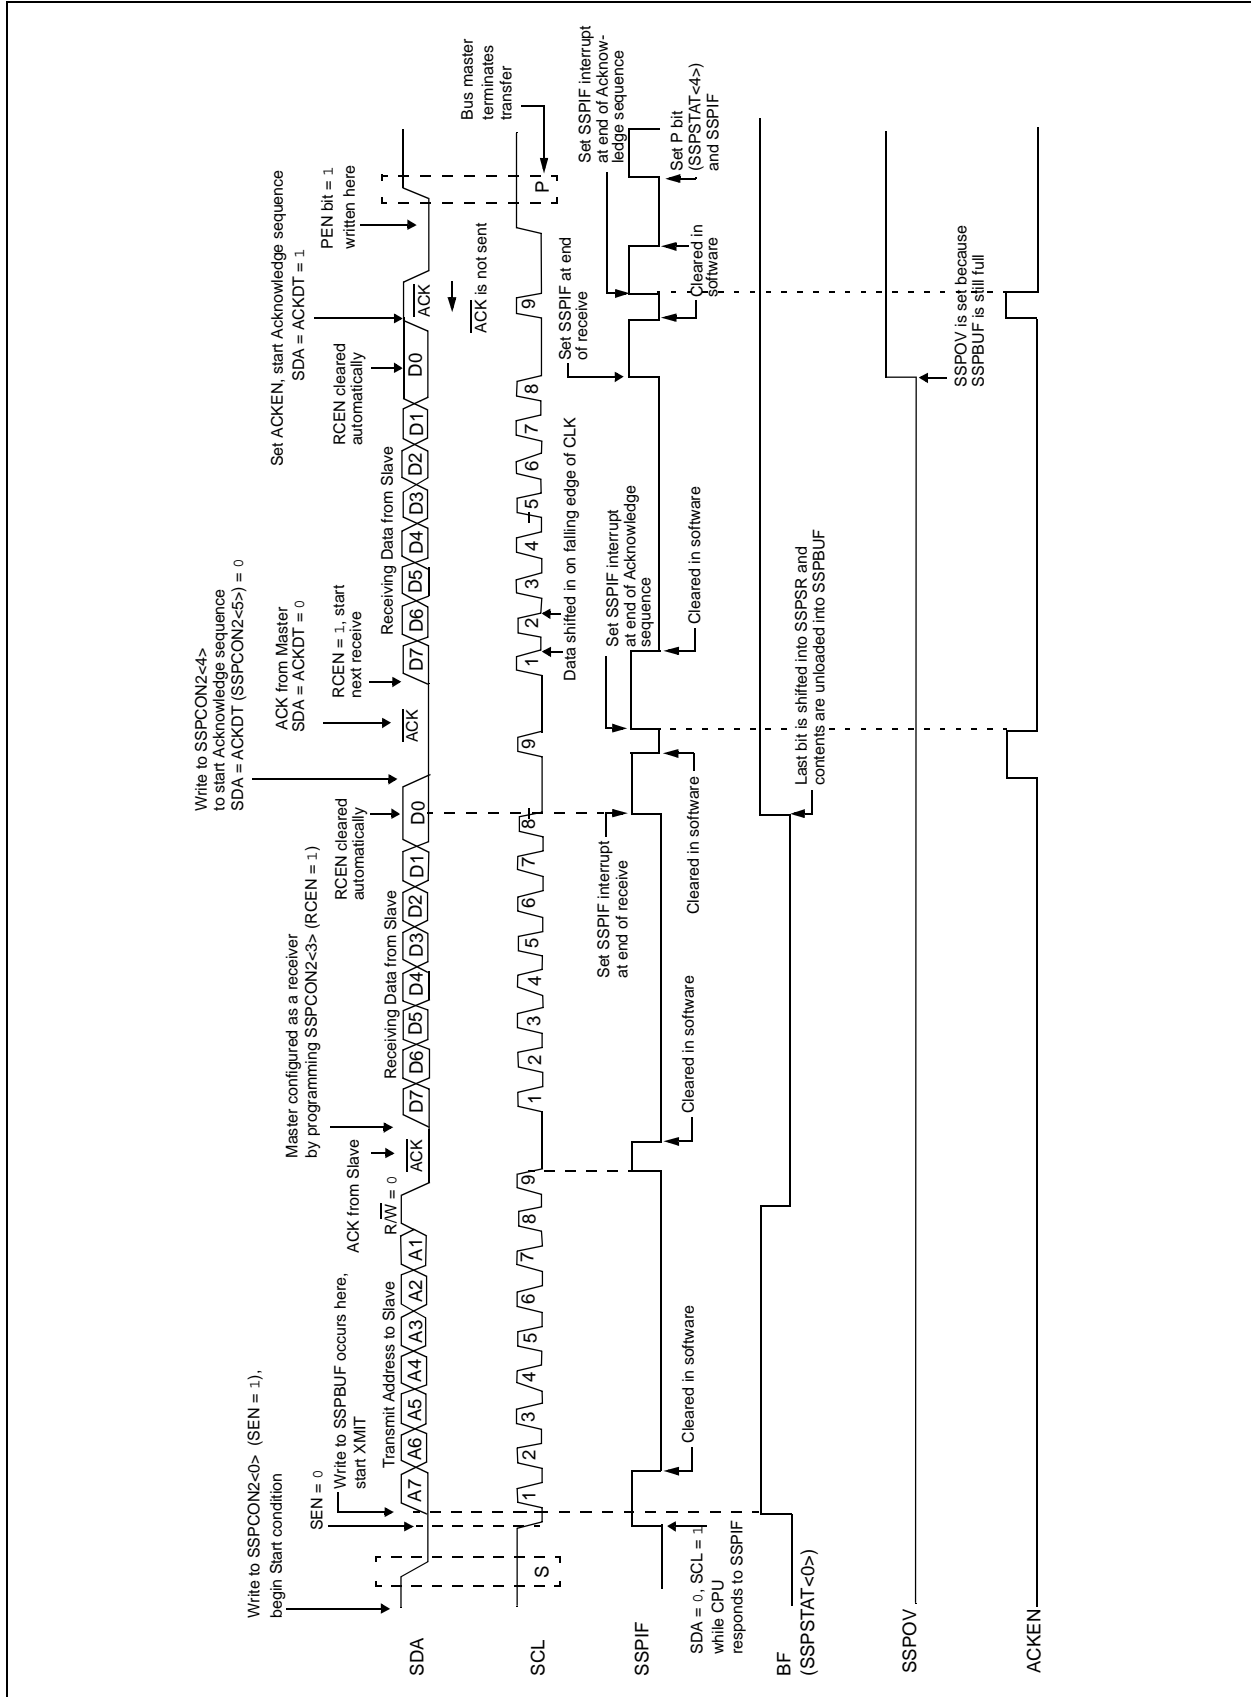 Write to SSPCON2<0> (SEN = 1),
begin Start condition
SEN = 0
Write to SSPBUF occurs here,
start XMIT
Transmit Address to Slave
R/W = 0
ACK from Slave
Master configured as a receiver
by programming SSPCON2<3> (RCEN = 1)
Receiving Data from Slave
RCEN cleared
automatically
Write to SSPCON2<4>
to start Acknowledge sequence
SDA = ACKDT (SSPCON2<5>) = 0
ACK from Master
SDA = ACKDT = 0
RCEN = 1, start
next receive
Receiving Data from Slave
RCEN cleared
automatically
Set ACKEN, start Acknowledge sequence
SDA = ACKDT = 1
PEN bit = 1
written here
SDA
A7 A6 A5 A4 A3 A2 A1 ACK D7 D6 D5 D4 D3 D2 D1 D0 ACK D7 D6 D5 D4 D3 D2 D1 D0 ACK
ACK is not sent
Bus master
terminates
transfer
SCL
S 1 2 3 4 5 6 7 8 9 1 2 3 4 5 6 7 8 9 1 2 3 4 5 6 7 8 9 P
Data shifted in on falling edge of CLK
Set SSPIF interrupt
at end of receive
Set SSPIF interrupt
at end of Acknowledge
sequence
Set SSPIF at end
of receive
Set SSPIF interrupt
at end of Acknow-
ledge sequence
SSPIF
SDA = 0, SCL = 1
while CPU
responds to SSPIF
Cleared in software
Cleared in software
Cleared in software
Cleared in software
Cleared in
software
Set P bit
(SSPSTAT<4>)
and SSPIF
BF
(SSPSTAT<0>)
Last bit is shifted into SSPSR and
contents are unloaded into SSPBUF
SSPOV
SSPOV is set because
SSPBUF is still full
ACKEN